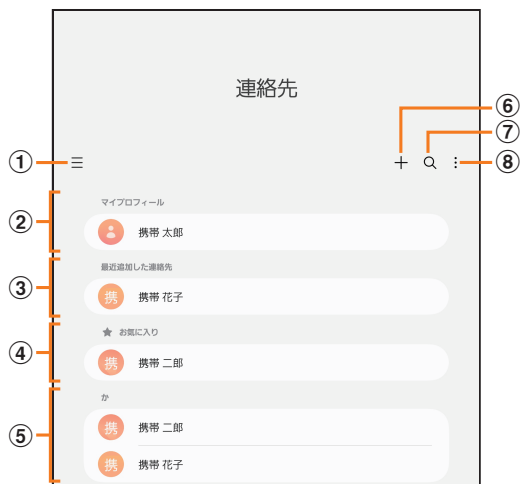 連絡先
⑥
⑦
① ⑧
マイプロフィール
②
携帯 太郎
最近追加した連絡先
③
携 携帯 花子
★ お気に入り
④
携 携帯 二郎
か
携 携帯 二郎
⑤
携 携帯 花子